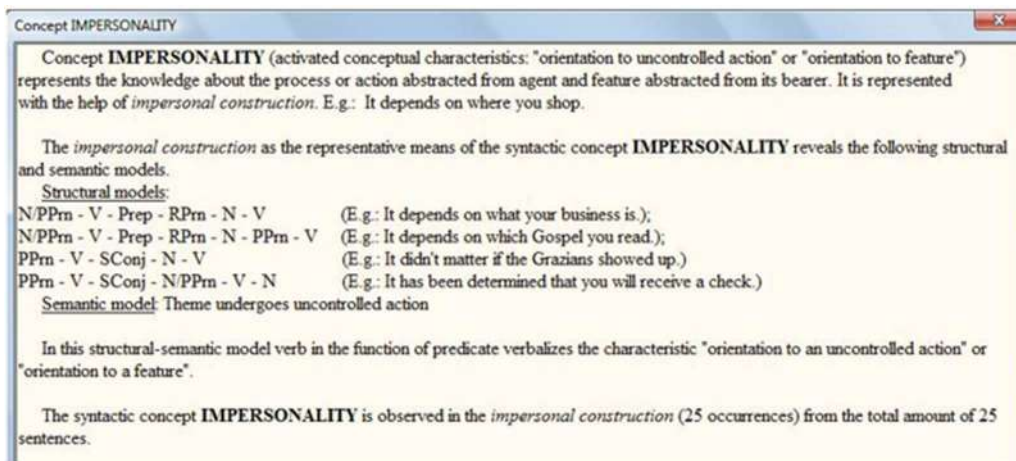 Concept IMPERSONALITY
Concept IMPERSONALITY (activated conceptual characteristics: "orientation to uncontrolled action" or "orientation to feature")
represents the knowledge about the process or action abstracted from agent and feature abstracted from its bearer. It is represented
with the help of impersonal construction. E.g.: It depends on where you shop.
The impersonal construction as the representative means of the syntactic concept IMPERSONALITY reveals the following structural
and semantic models.
Structural models:
N/PPrn - V - Prep - RPrn - N - V (E.g.: It depends on what your business is.);
N/PPrn - V - Prep - RPrn - N - PPrn - V (E.g.: It depends on which Gospel you read.);
PPrn - V - SConj - N - V (E.g.: It didn't matter if the Grazians showed up.)
PPrn - V - SConj - N/PPrn - V - N (E.g.: It has been determined that you will receive a check.)
Semantic model: Theme undergoes uncontrolled action
In this structural-semantic model verb in the function of predicate verbalizes the characteristic "orientation to an uncontrolled action" or
"orientation to a feature".
The syntactic concept IMPERSONALITY is observed in the impersonal construction (25 occurrences) from the total amount of 25
sentences.